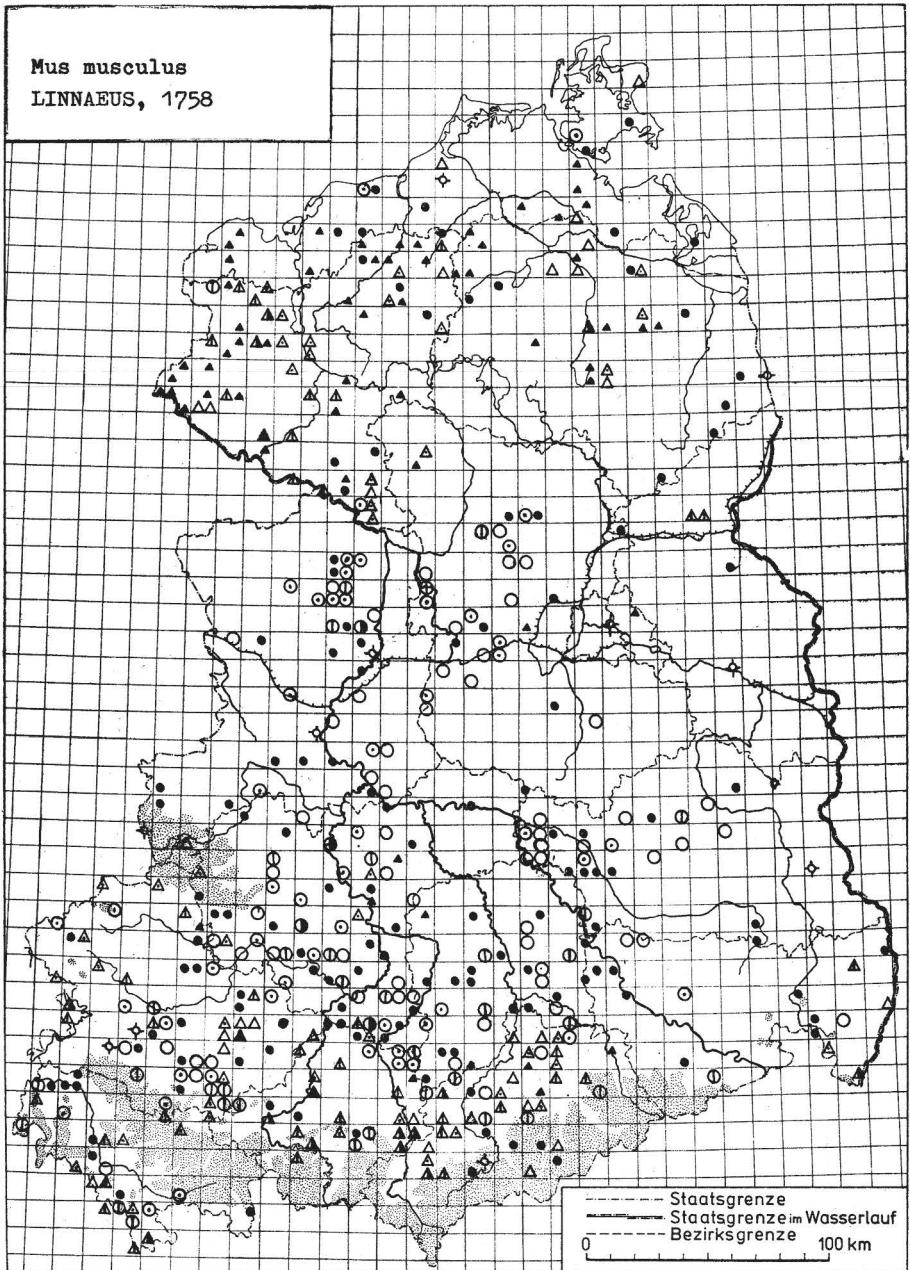 Mus musculus
LINNAEUS, 1758
Staatsgrenze
Staatsgrenze im Wasserlauf
Bezirksgrenze
0 100 km